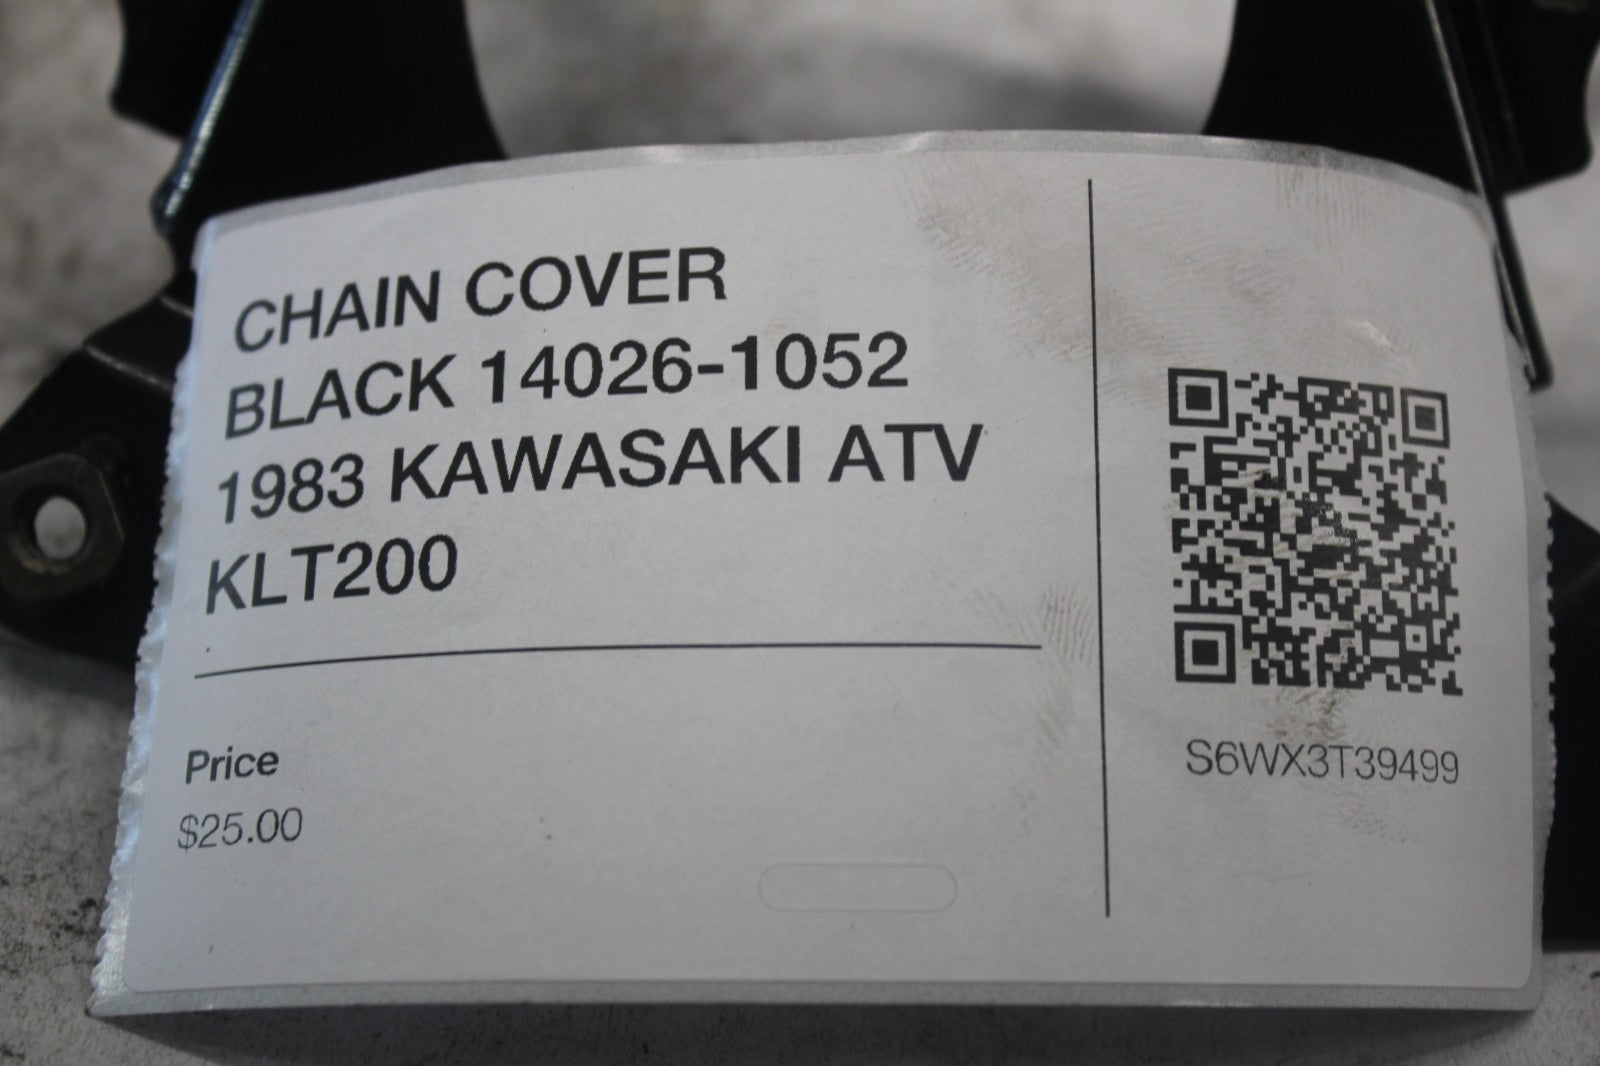 CHAIN COVER
BLACK 14026-1052
1983 KAWASAKI ATV
KLT200
Price
$25.00
S6WX3T39499